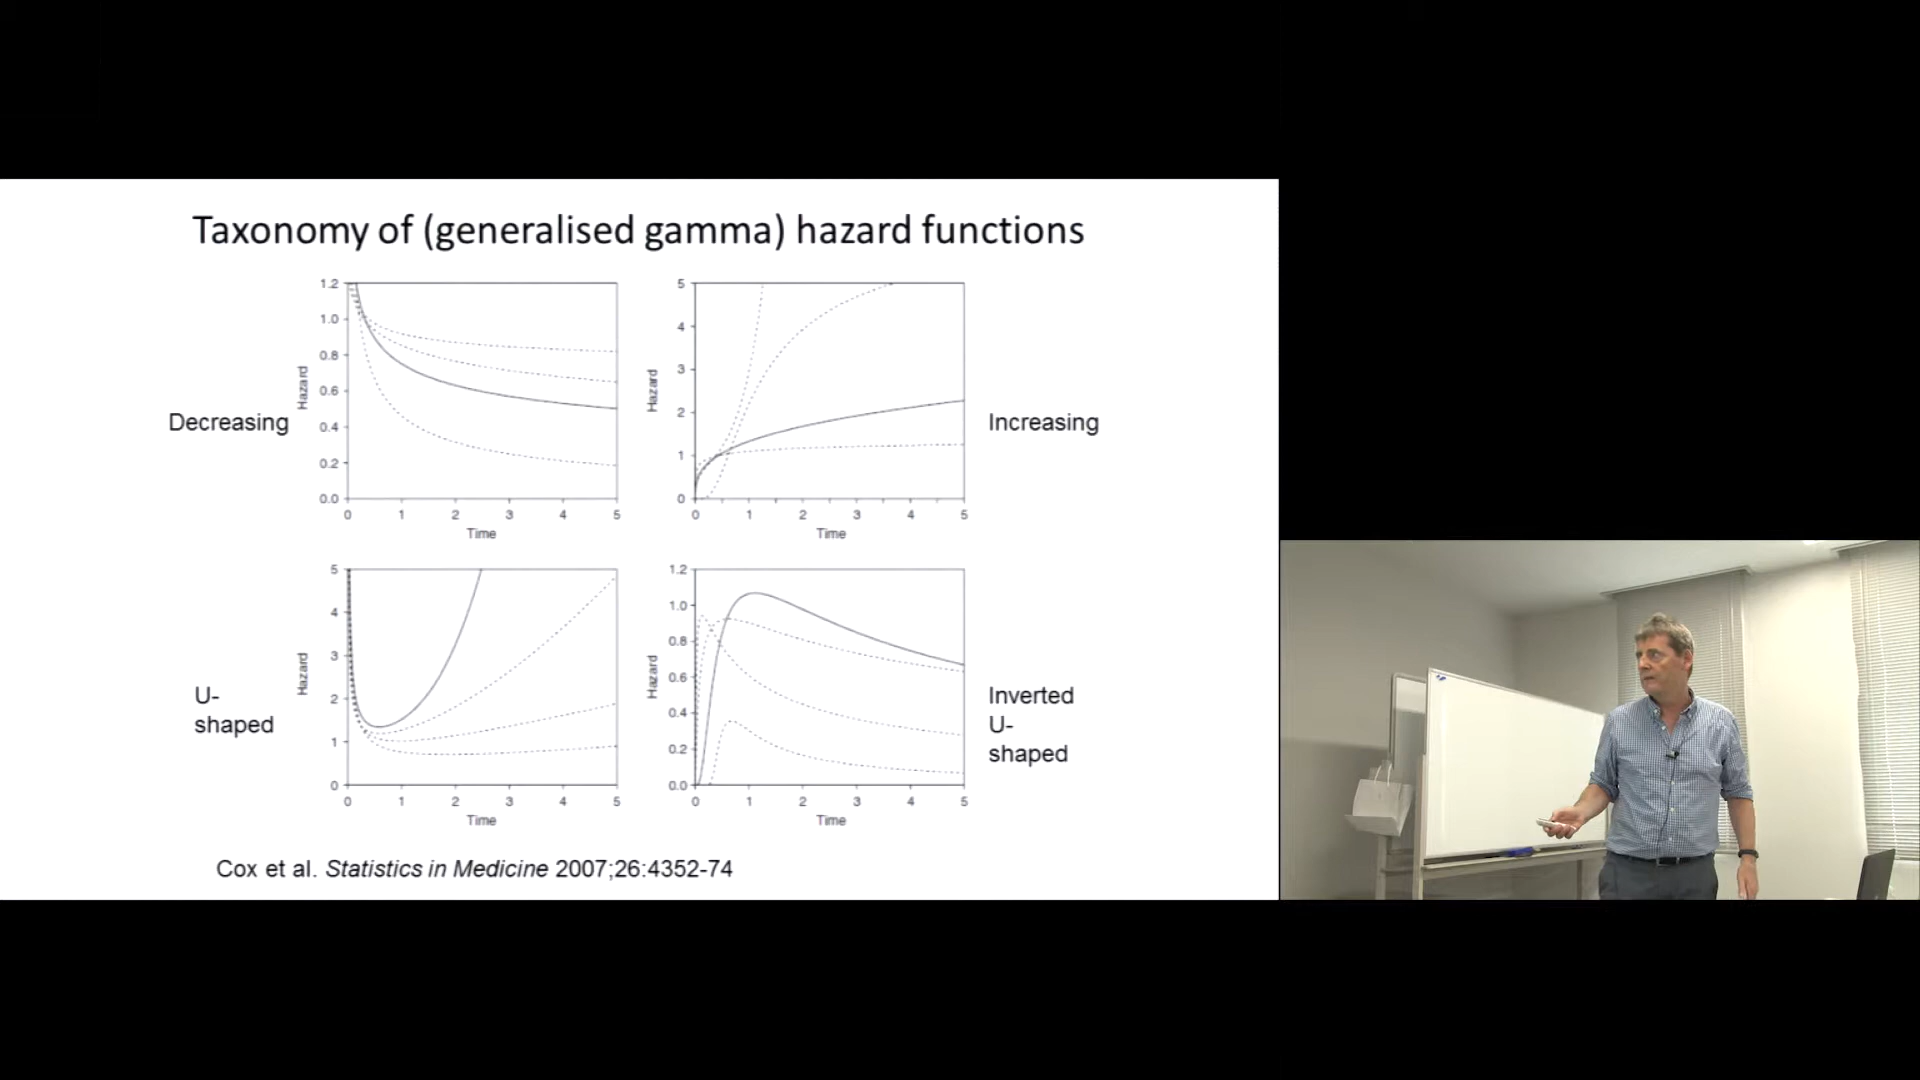 Taxonomy of (generalised gamma) hazard functions
Decreasing
Hazard
1.2
1.0
0.8
0.6
0.4
0.2
0.0
0 1 2 3 4 5
Time
Hazard
5
4
3
2
1
0
0 1 2 3 4 5
Time
Increasing
U-
shaped
Hazard
5
4
3
2
1
0
0 1 2 3 4 5
Time
Hazard
1.2
1.0
0.8
0.6
0.4
0.2
0.0
0 1 2 3 4 5
Time
Inverted
U-
shaped
Cox et al. Statistics in Medicine 2007;26:4352-74